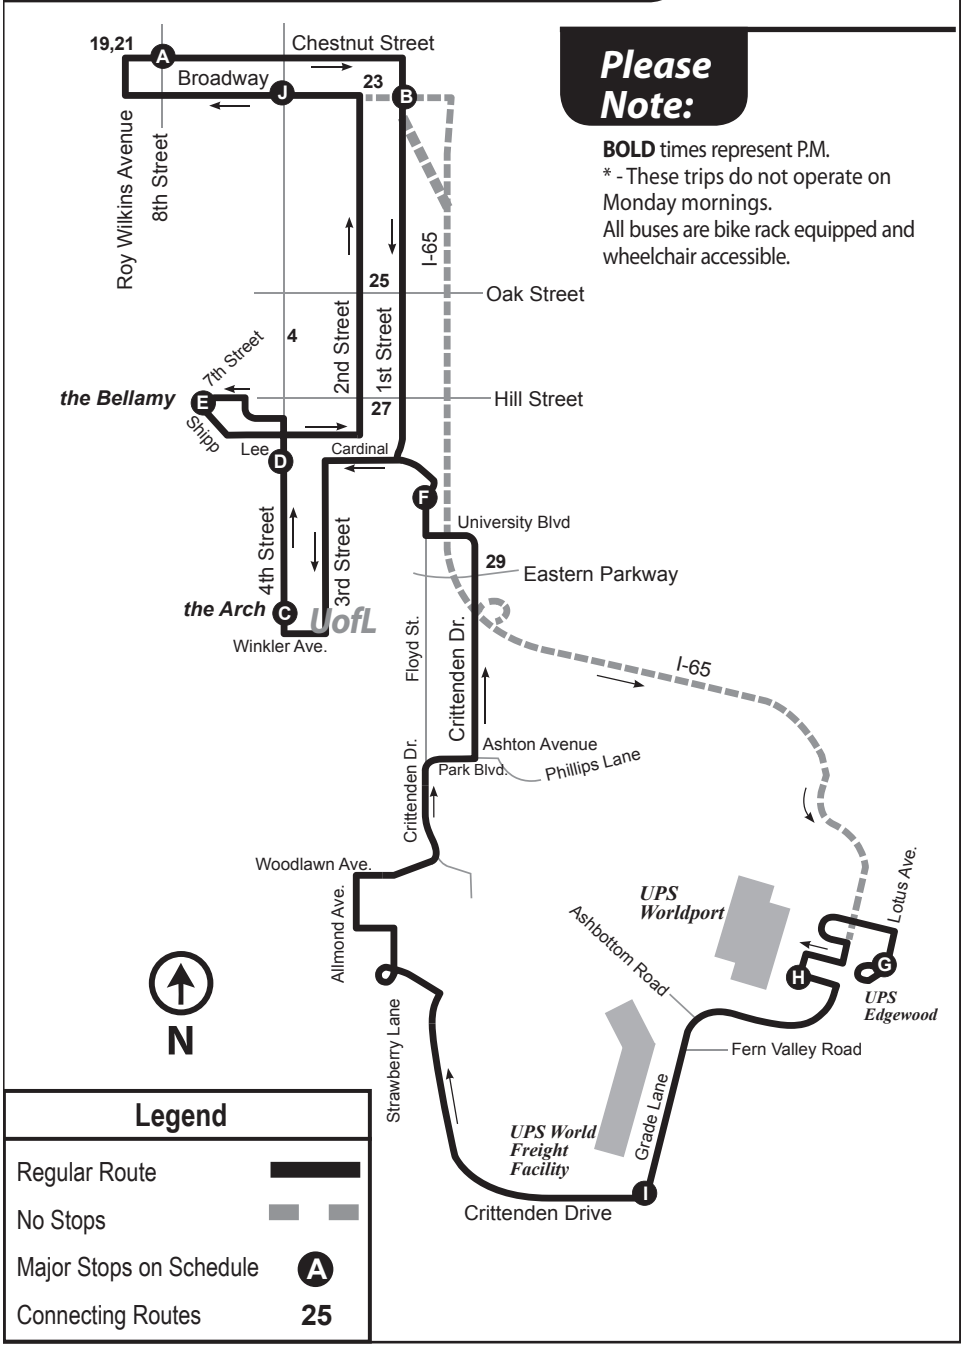 19,21
A
Chestnut Street
Broadway
J
23
B
Roy Wilkins Avenue
8th Street
I-65
25
Oak Street
2nd Street
1st Street
4
7th Street
the Bellamy
E
Hill Street
27
Shipp
Lee
D
Cardinal
F
University Blvd
4th Street
3rd Street
29
Eastern Parkway
the Arch
C
UofL
Winkler Ave.
Floyd St.
Crittenden Dr.
I-65
Ashton Avenue
Park Blvd.
Phillips Lane
Crittenden Dr.
Woodlawn Ave.
Allmond Ave.
UPS
Worldport
Lotus Ave.
Ashbottom Road
H
G
UPS
Edgewood
N
Strawberry Lane
Fern Valley Road
Grade Lane
UPS World
Freight
Facility
I
Crittenden Drive
Please
Note:
BOLD times represent P.M.
* - These trips do not operate on
Monday mornings.
All buses are bike rack equipped and
wheelchair accessible.
Legend
Regular Route
No Stops
Major Stops on Schedule A
Connecting Routes 25